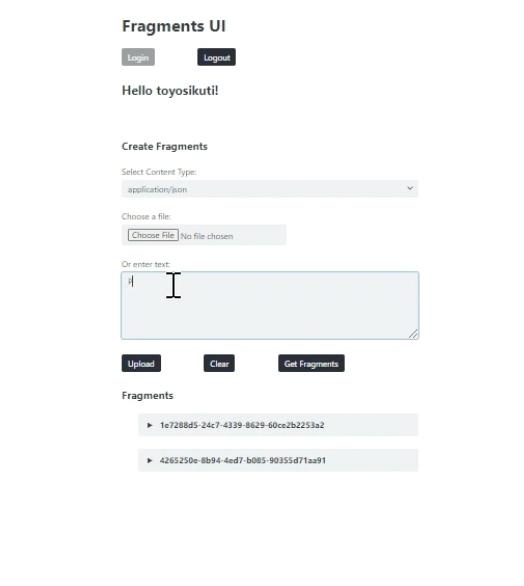 Fragments UI
Login Logout
Hello toyosikuti!
Create Fragments
Select Content Type:
application/json
Choose a file:
Choose File No file chosen
Or enter text:
Upload Clear Get Fragments
Fragments
1e7288d5-24c7-4339-8629-60ce2b2253a2
4265250e-8b94-4ed7-b085-90355d71aa91